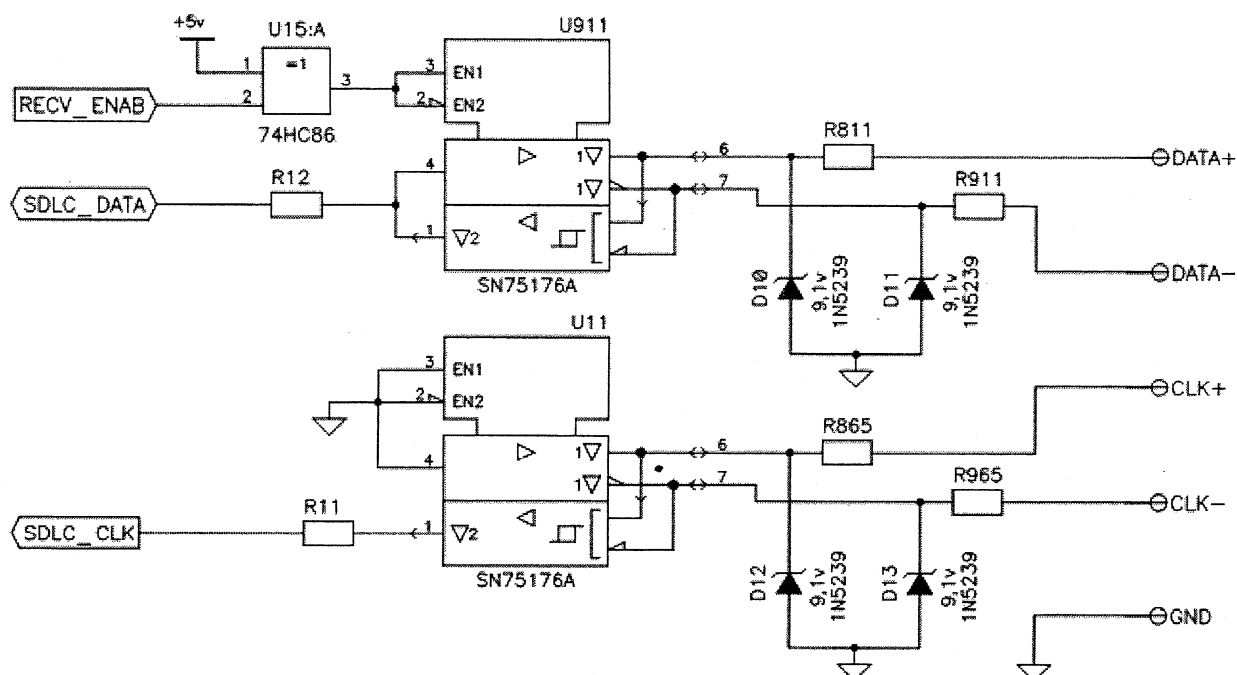 +5v
U15:A
U911
1
=1
3
3
EN1
RECV_ENAB
2
2
EN2
74HC86
R811
4
1▽
6
DATA+
R12
1▽
7
R911
SDLC_DATA
1
▽2
SN75176A
DATA-
D10
9,1v
1N5239
D11
9,1v
1N5239
U11
3
EN1
2
EN2
CLK+
R865
4
1▽
6
1▽
7
R965
R11
CLK-
SDLC_CLK
1
▽2
SN75176A
D12
9,1v
1N5239
D13
9,1v
1N5239
GND